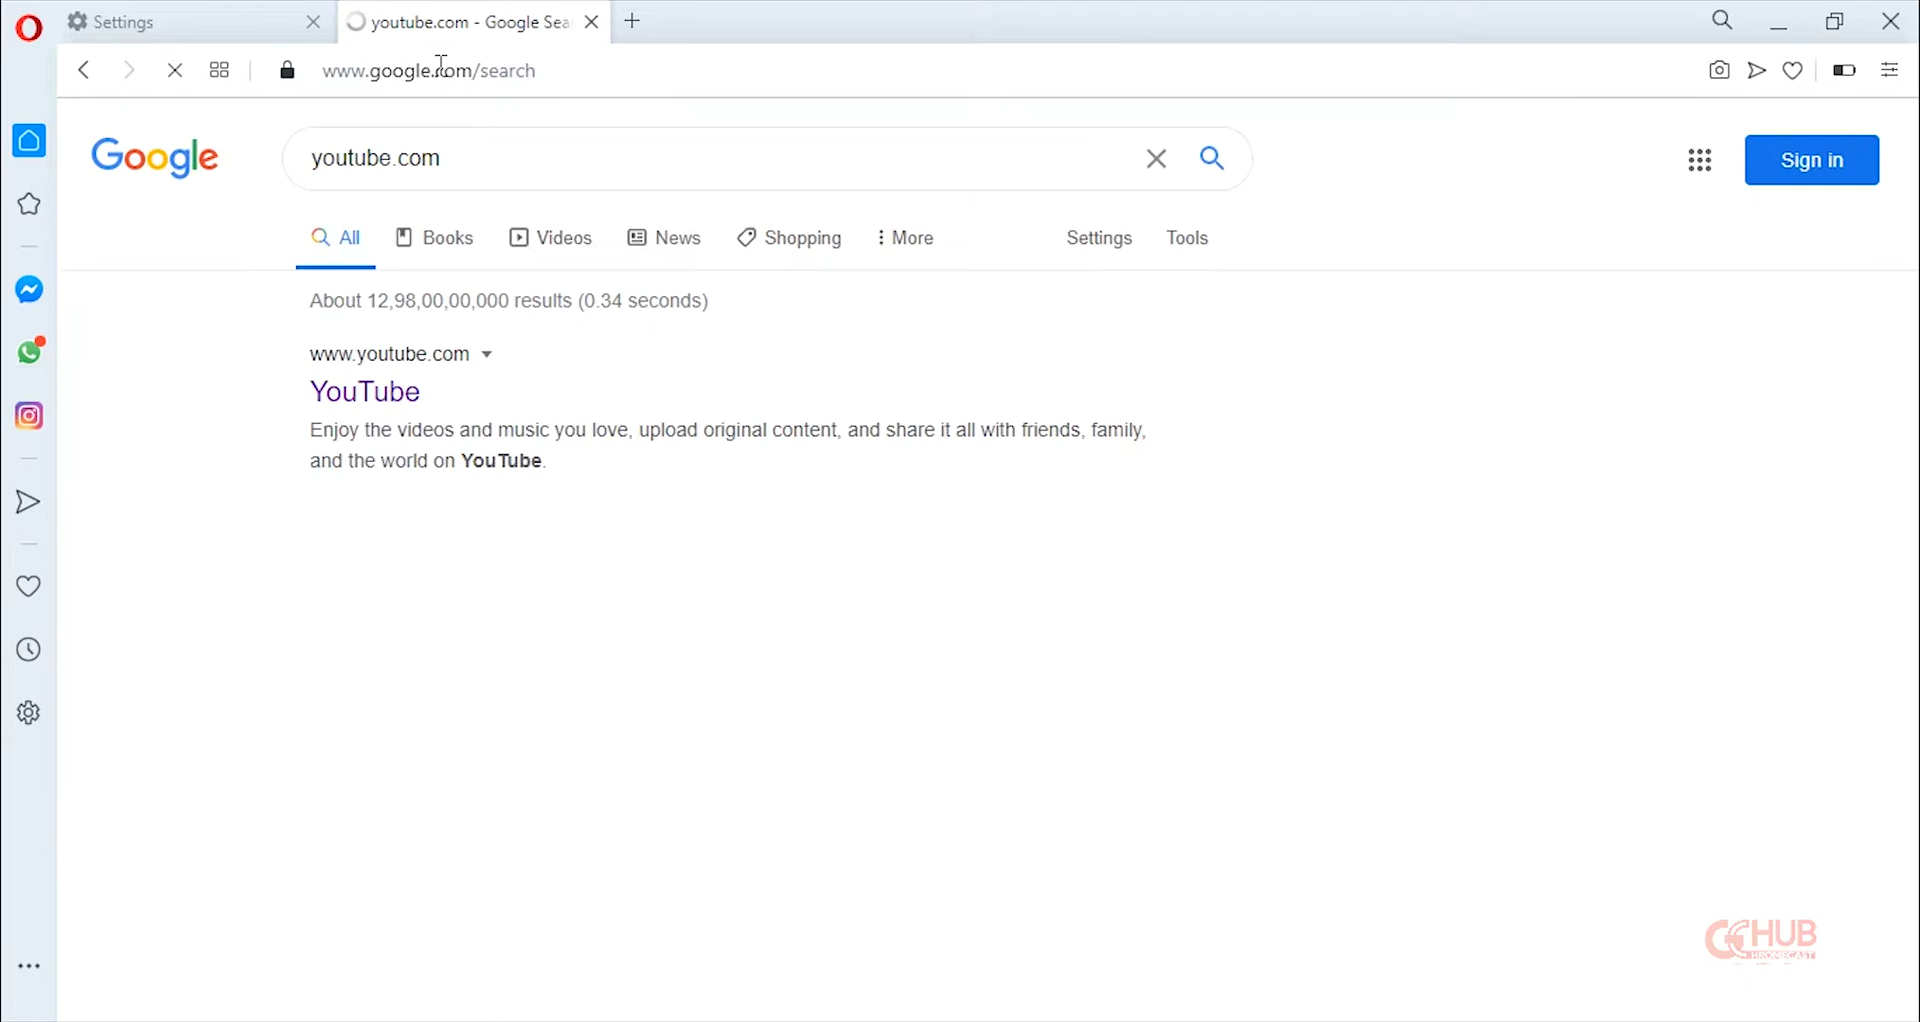 Settings
youtube.com - Google Sea
www.google.com/search
Google
youtube.com
Sign in
All
Books
Videos
News
Shopping
More
Settings
Tools
About 12,98,00,00,000 results (0.34 seconds)
www.youtube.com
YouTube
Enjoy the videos and music you love, upload original content, and share it all with friends, family,
and the world on YouTube.
HUB
HROMECAST